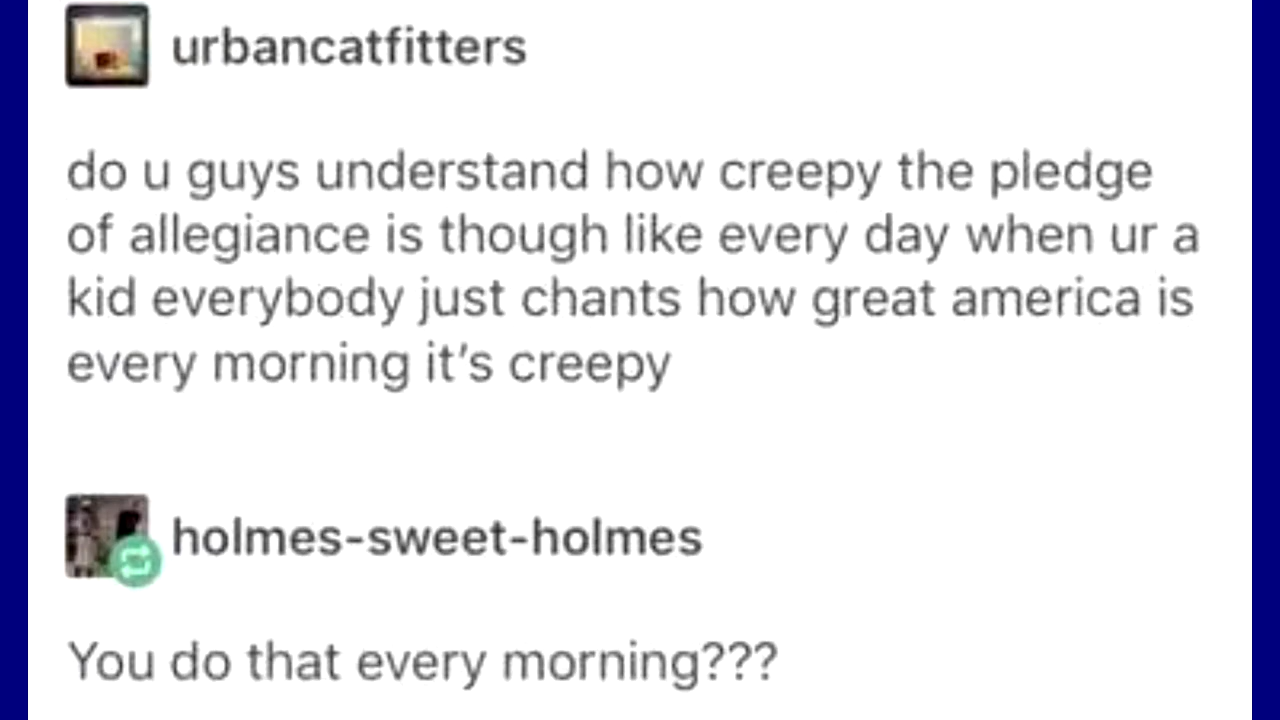 urbancatfitters
do u guys understand how creepy the pledge
of allegiance is though like every day when ur a
kid everybody just chants how great america is
every morning it’s creepy
holmes-sweet-holmes
You do that every morning???